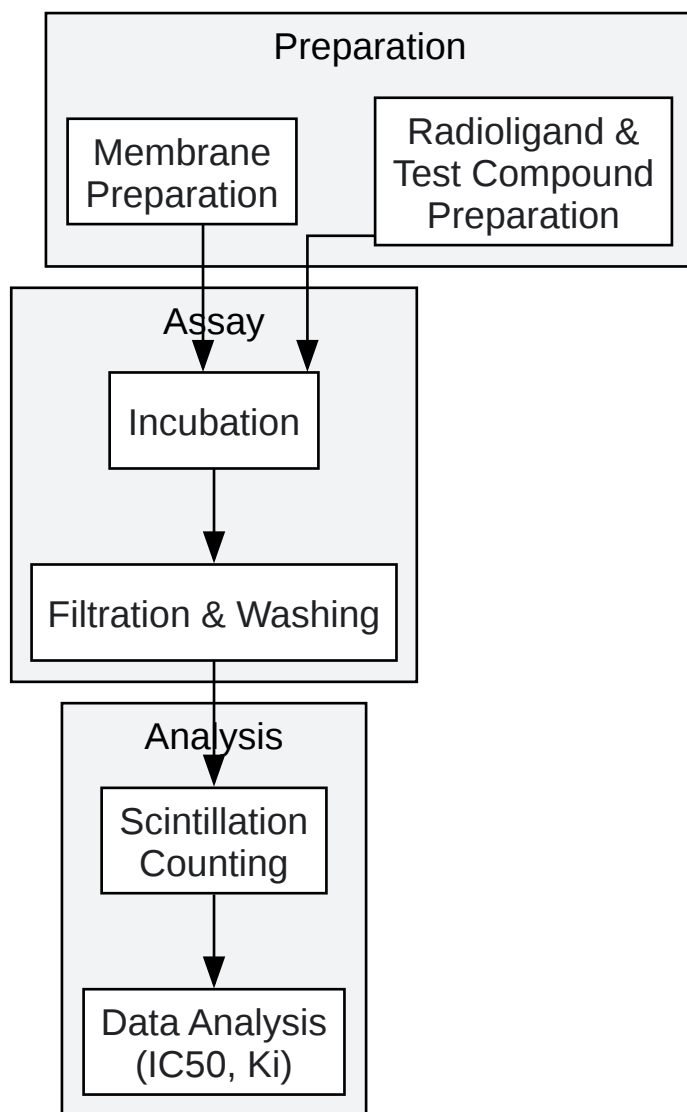 Preparation
Membrane
Preparation
Radioligand &
Test Compound
Preparation
Assay
Incubation
Filtration & Washing
Analysis
Scintillation
Counting
Data Analysis
(IC50, Ki)